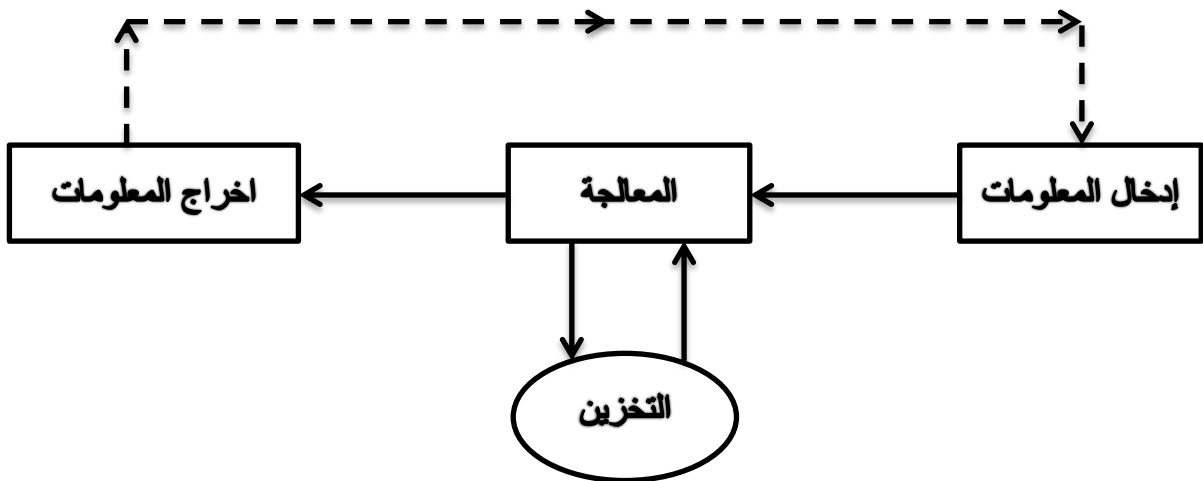 إدخال المعلومات
المعالجة
اخراج المعلومات
التخزين